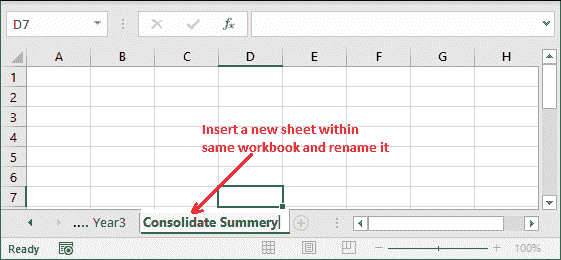 D7
fx
A B C D E F G H
1
2
3
4
5
6
7
Insert a new sheet within
same workbook and rename it
.... Year3 Consolidate Summery
Ready 100%